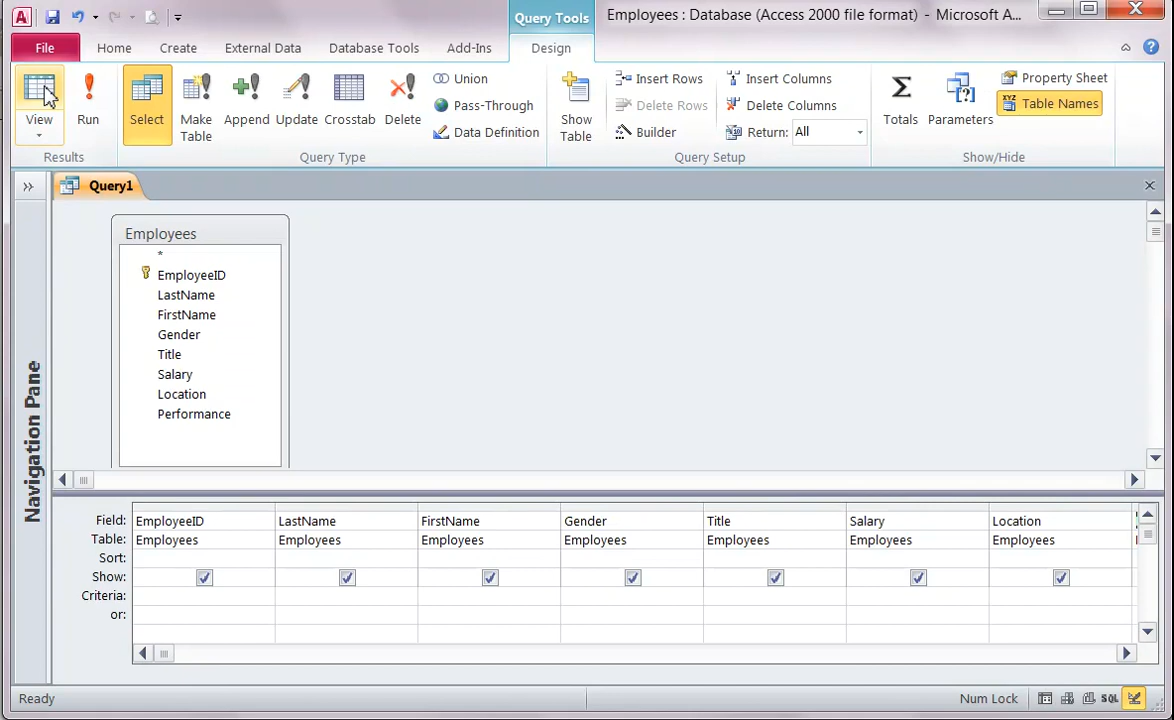 Query Tools
Employees : Database (Access 2000 file format) - Microsoft A...
File Home Create External Data Database Tools Add-Ins Design
View
Run
Select
Make
Table
Append
Update
Crosstab
Delete
Union
Pass-Through
Data Definition
Show
Table
Insert Rows
Delete Rows
Builder
Insert Columns
Delete Columns
Return: All
Totals
Parameters
Property Sheet
XYZ Table Names
Results Query Type Query Setup Show/Hide
Query1
Navigation Pane
Employees
*
EmployeeID
LastName
FirstName
Gender
Title
Salary
Location
Performance
Field: EmployeeID LastName FirstName Gender Title Salary Location
Table: Employees Employees Employees Employees Employees Employees Employees
Sort:
Show:
Criteria:
or:
Ready Num Lock SQL